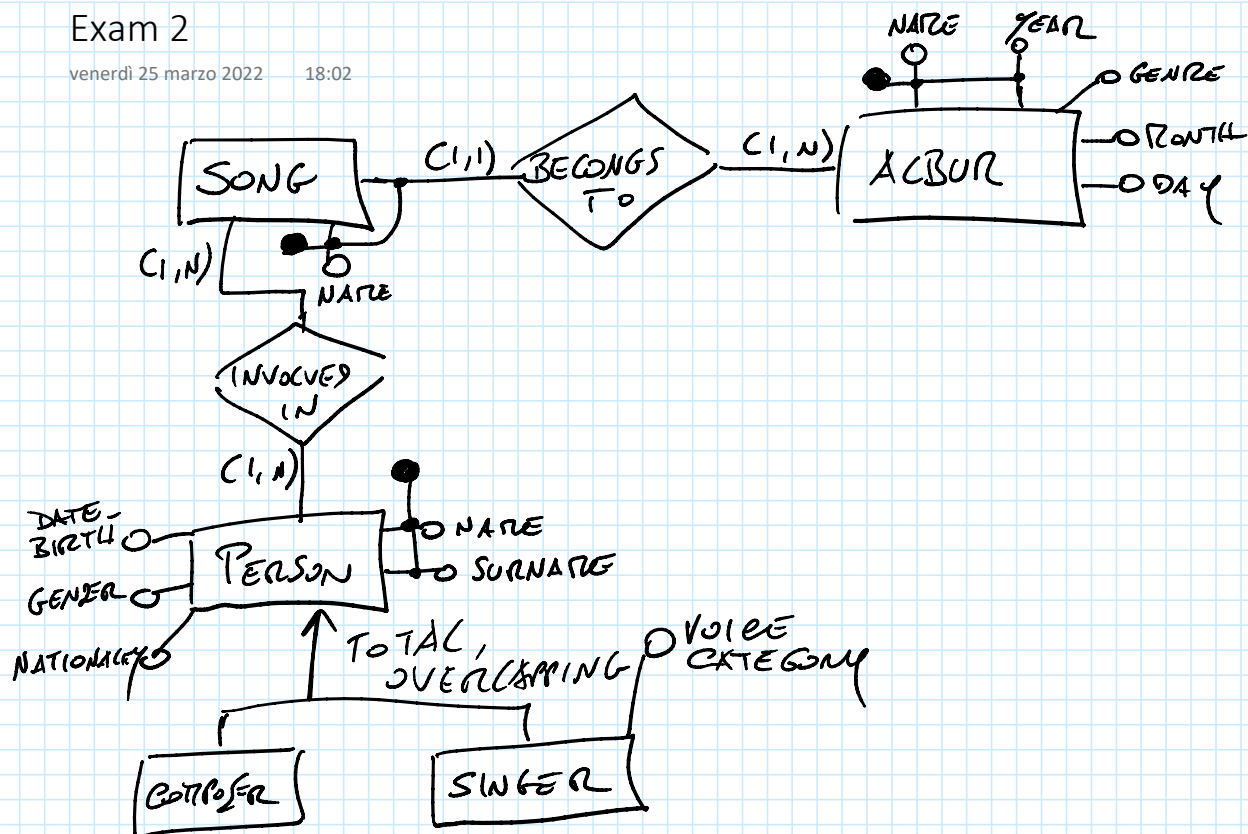 Exam 2
venerdì 25 marzo 2022 18:02
NAME
YEAR
GENRE
MONTH
DAY
ALBUM
(1,N)
BELONGS
TO
(1,1)
SONG
NAME
(1,N)
INVOLVED
IN
(1,N)
DATE-
BIRTH
GENDER
NATIONALITY
PERSON
NAME
SURNAME
TOTAL,
OVERLAPPING
VOICE
CATEGORY
COMPOSER
SINGER